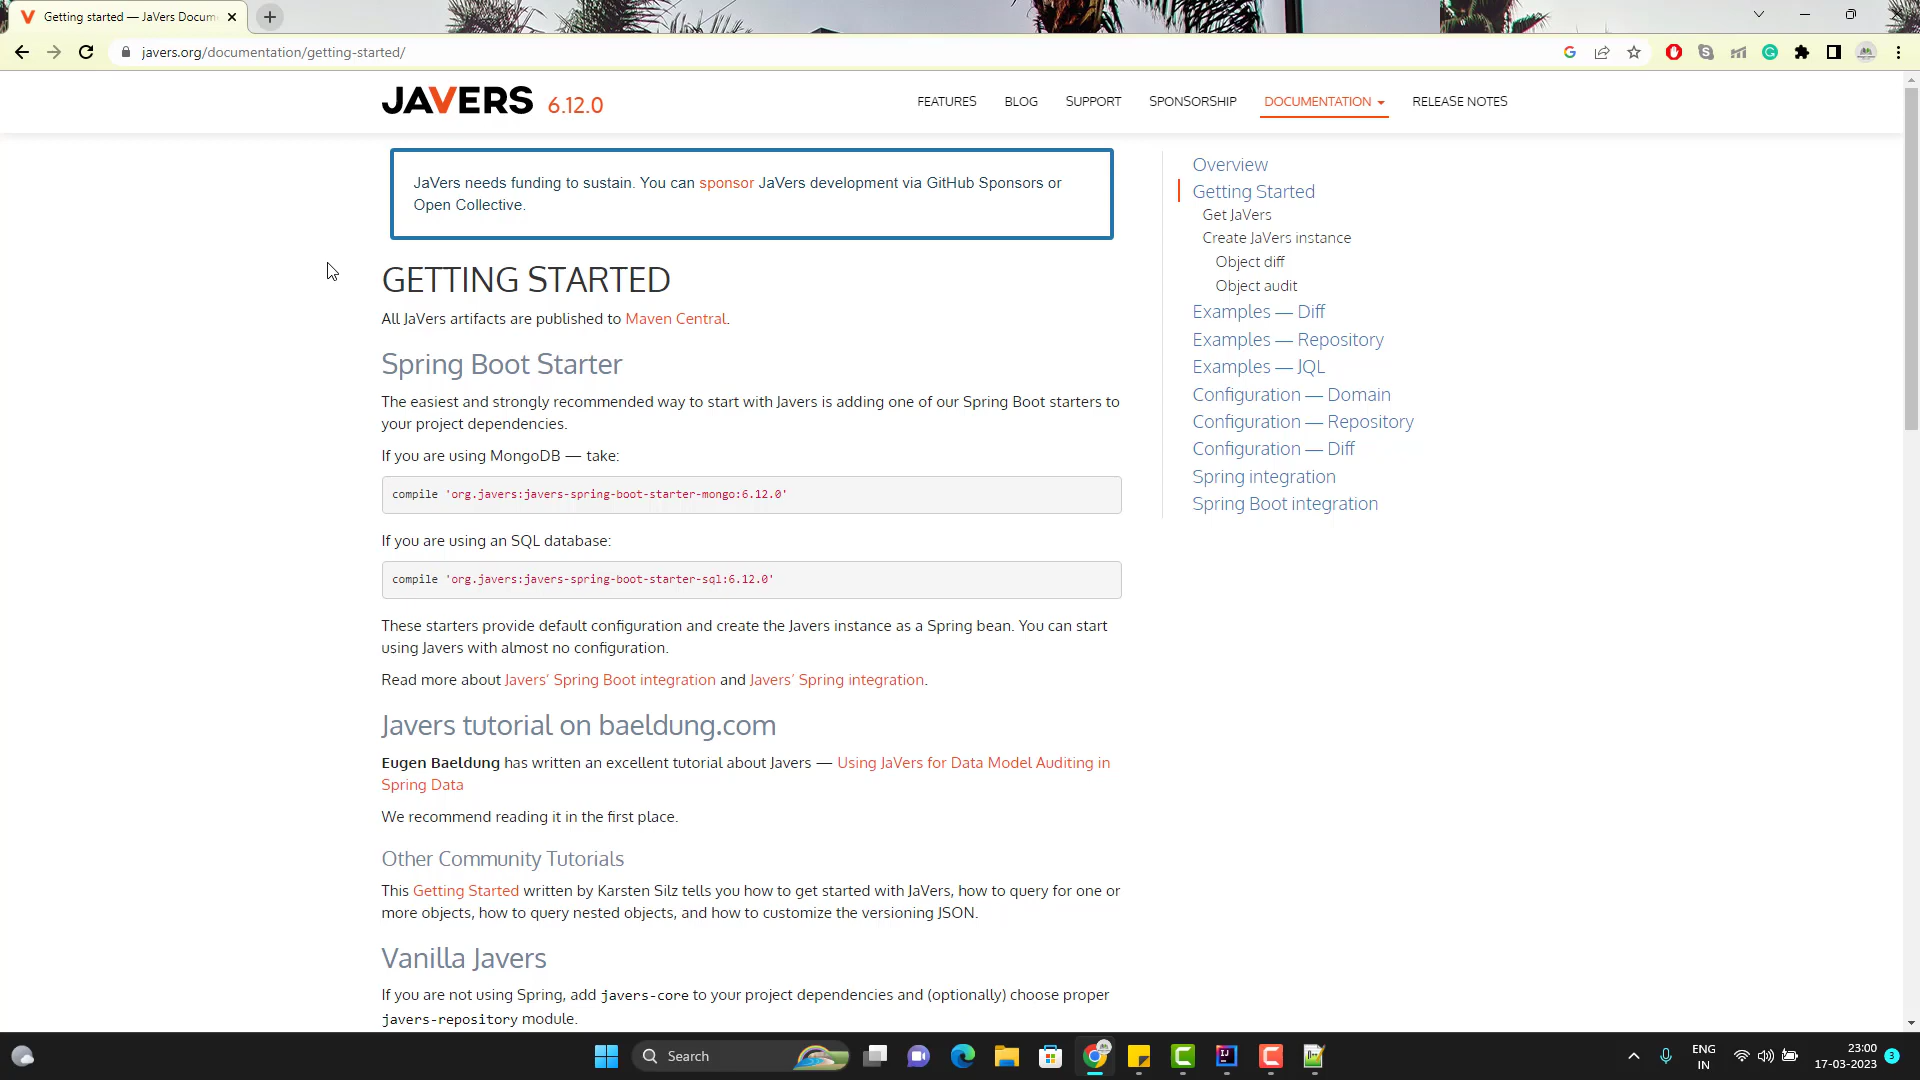 Getting started — JaVers Docum
javers.org/documentation/getting-started/
JAVERS 6.12.0
FEATURES
BLOG
SUPPORT
SPONSORSHIP
DOCUMENTATION
RELEASE NOTES
JaVers needs funding to sustain. You can sponsor JaVers development via GitHub Sponsors or
Open Collective.
GETTING STARTED
All JaVers artifacts are published to Maven Central.
Spring Boot Starter
The easiest and strongly recommended way to start with Javers is adding one of our Spring Boot starters to
your project dependencies.
If you are using MongoDB — take:
compile 'org.javers:javers-spring-boot-starter-mongo:6.12.0'
If you are using an SQL database:
compile 'org.javers:javers-spring-boot-starter-sql:6.12.0'
These starters provide default configuration and create the Javers instance as a Spring bean. You can start
using Javers with almost no configuration.
Read more about Javers’ Spring Boot integration and Javers’ Spring integration.
Javers tutorial on baeldung.com
Eugen Baeldung has written an excellent tutorial about Javers — Using JaVers for Data Model Auditing in
Spring Data
We recommend reading it in the first place.
Other Community Tutorials
This Getting Started written by Karsten Silz tells you how to get started with JaVers, how to query for one or
more objects, how to query nested objects, and how to customize the versioning JSON.
Vanilla Javers
If you are not using Spring, add javers-core to your project dependencies and (optionally) choose proper
javers-repository module.
Overview
Getting Started
Get JaVers
Create JaVers instance
Object diff
Object audit
Examples — Diff
Examples — Repository
Examples — JQL
Configuration — Domain
Configuration — Repository
Configuration — Diff
Spring integration
Spring Boot integration
Search
ENG
IN
23:00
17-03-2023
3